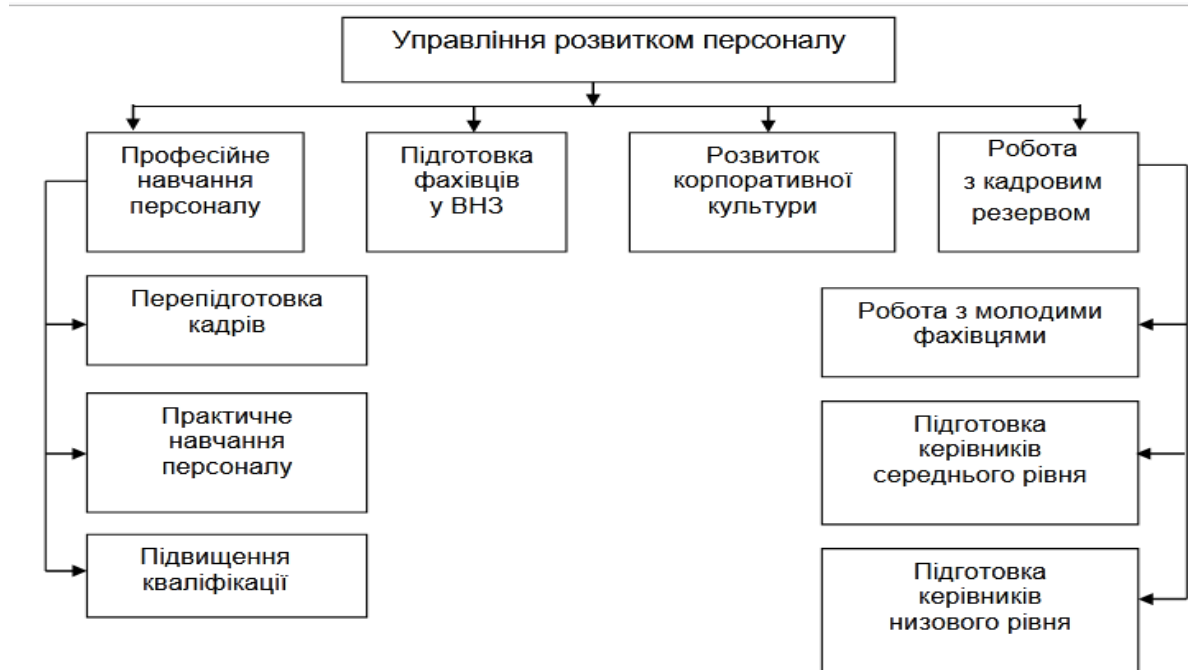 Управління розвитком персоналу
Професійне
навчання
персоналу
Підготовка
фахівців
у ВНЗ
Розвиток
корпоративної
культури
Робота
з кадровим
резервом
Перепідготовка
кадрів
Практичне
навчання
персоналу
Підвищення
кваліфікації
Робота з молодими
фахівцями
Підготовка
керівників
середнього рівня
Підготовка
керівників
низового рівня